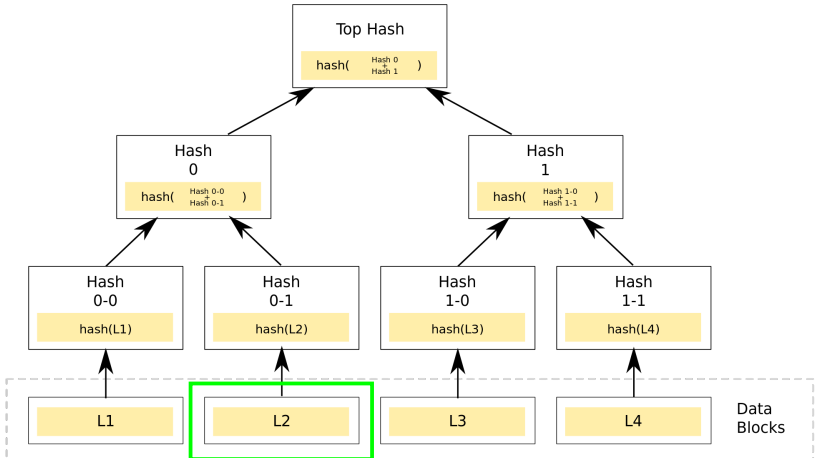 Top Hash
hash( Hash 0 + Hash 1 )
Hash 0
hash( Hash 0-0 + Hash 0-1 )
Hash 1
hash( Hash 1-0 + Hash 1-1 )
Hash 0-0
hash(L1)
Hash 0-1
hash(L2)
Hash 1-0
hash(L3)
Hash 1-1
hash(L4)
L1
L2
L3
L4
Data
Blocks